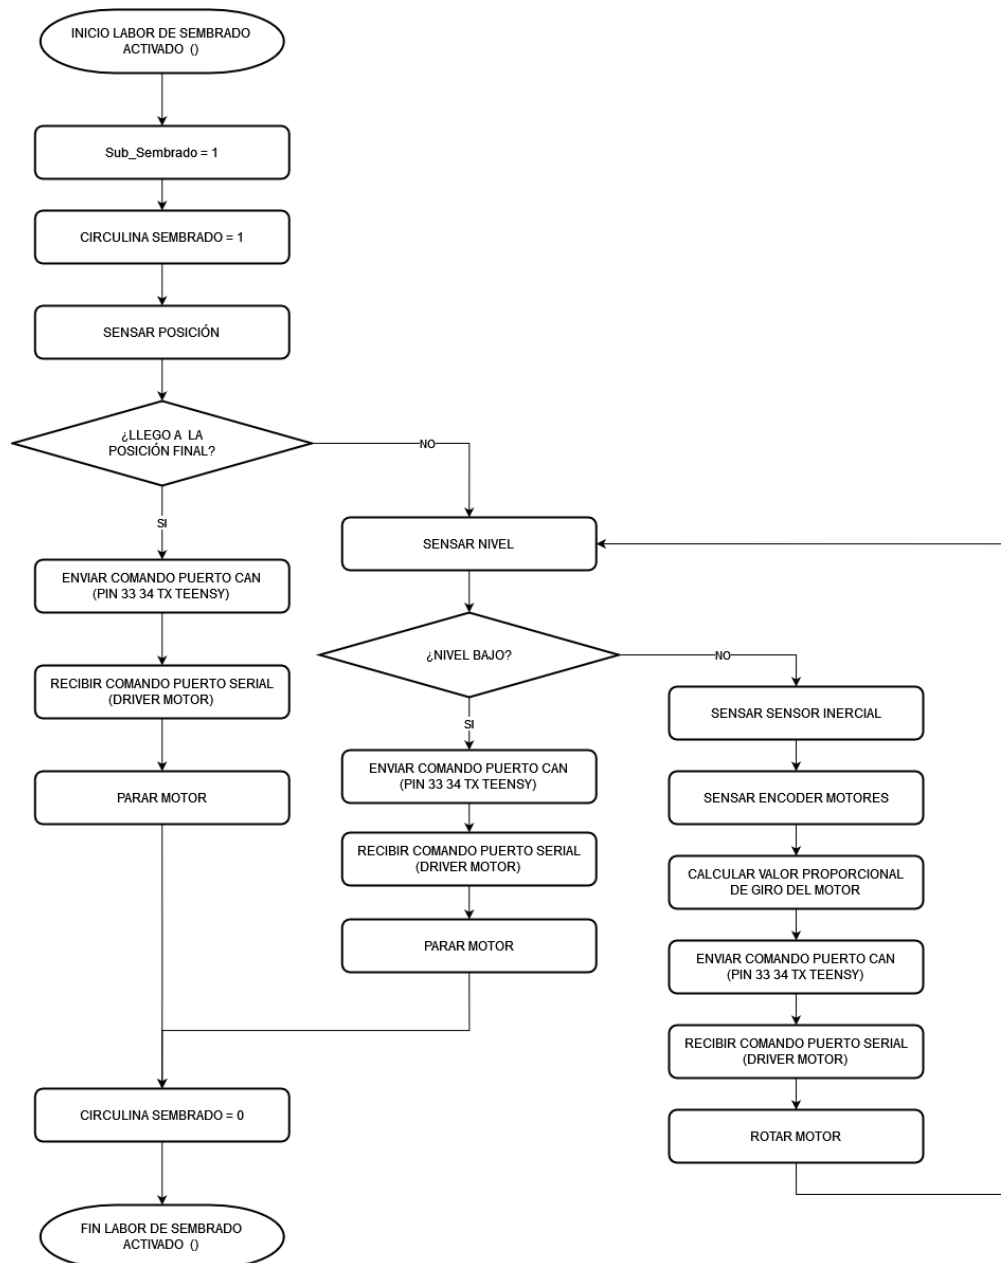 INICIO LABOR DE SEMBRADO
ACTIVADO ()
Sub_Sembrado = 1
CIRCULINA SEMBRADO = 1
SENSAR POSICIÓN
¿LLEGO A LA
POSICIÓN FINAL?
NO
SI
SENSAR NIVEL
ENVIAR COMANDO PUERTO CAN
(PIN 33 34 TX TEENSY)
RECIBIR COMANDO PUERTO SERIAL
(DRIVER MOTOR)
PARAR MOTOR
¿NIVEL BAJO?
NO
SI
ENVIAR COMANDO PUERTO CAN
(PIN 33 34 TX TEENSY)
RECIBIR COMANDO PUERTO SERIAL
(DRIVER MOTOR)
PARAR MOTOR
SENSAR SENSOR INERCIAL
SENSAR ENCODER MOTORES
CALCULAR VALOR PROPORCIONAL
DE GIRO DEL MOTOR
ENVIAR COMANDO PUERTO CAN
(PIN 33 34 TX TEENSY)
RECIBIR COMANDO PUERTO SERIAL
(DRIVER MOTOR)
ROTAR MOTOR
CIRCULINA SEMBRADO = 0
FIN LABOR DE SEMBRADO
ACTIVADO ()